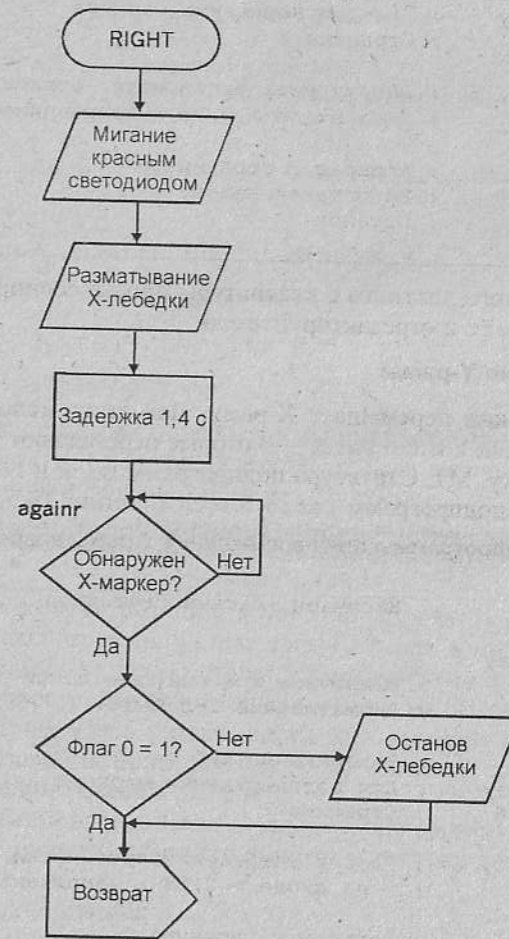 RIGHT
Мигание
красным
светодиодом
Разматывание
Х-лебедки
Задержка 1,4 с
againr
Обнаружен
Х-маркер?
Нет
Да
Флаг 0 = 1?
Нет
Останов
Х-лебедки
Да
Возврат